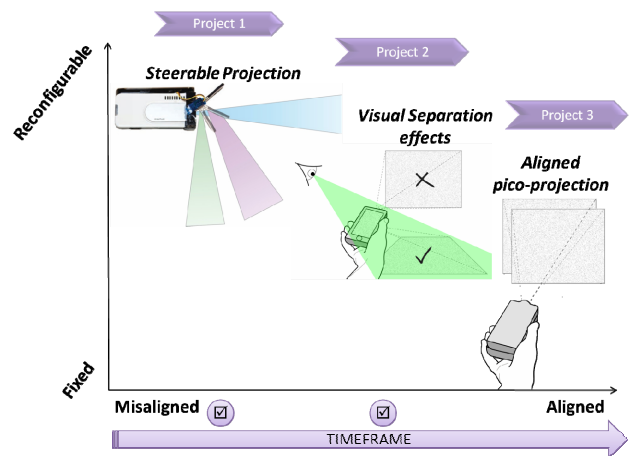 Project 1
Project 2
Project 3
Reconfigurable
Steerable Projection
Visual Separation
effects
Aligned
pico-projection
Fixed
Misaligned
Aligned
TIMEFRAME